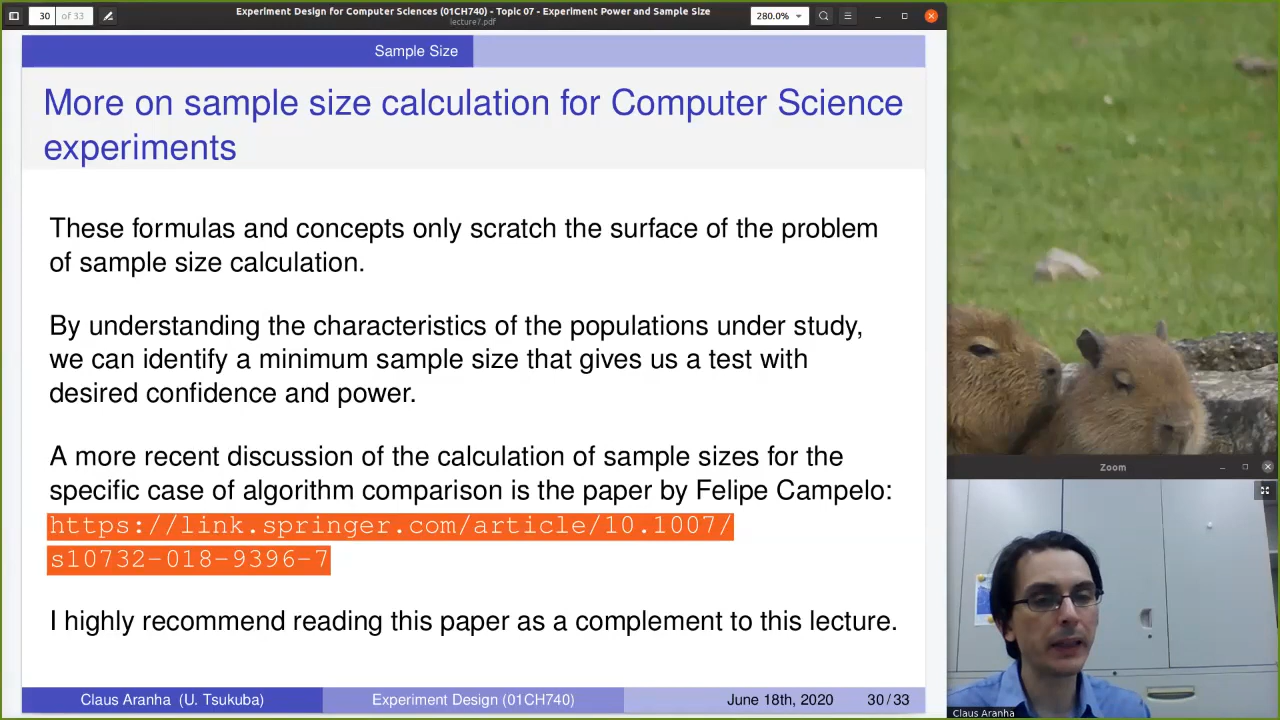 30 of 33
Experiment Design for Computer Sciences (01CH740) - Topic 07 - Experiment Power and Sample Size
lecture7.pdf
280.0%
Sample Size
More on sample size calculation for Computer Science
experiments
These formulas and concepts only scratch the surface of the problem
of sample size calculation.
By understanding the characteristics of the populations under study,
we can identify a minimum sample size that gives us a test with
desired confidence and power.
A more recent discussion of the calculation of sample sizes for the
specific case of algorithm comparison is the paper by Felipe Campelo:
https://link.springer.com/article/10.1007/
s10732-018-9396-7
I highly recommend reading this paper as a complement to this lecture.
Claus Aranha (U. Tsukuba) Experiment Design (01CH740) June 18th, 2020 30/33
Zoom
Claus Aranha